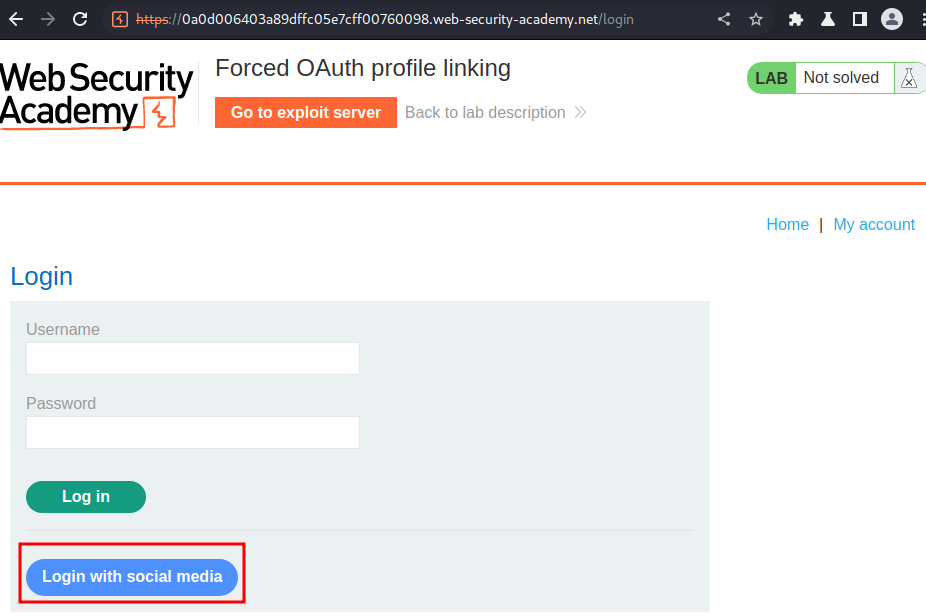 https://0a0d006403a89dffc05e7cff00760098.web-security-academy.net/login
Web Security
Academy
Forced OAuth profile linking
Go to exploit server
Back to lab description
LAB Not solved
Home | My account
Login
Username
Password
Log in
Login with social media